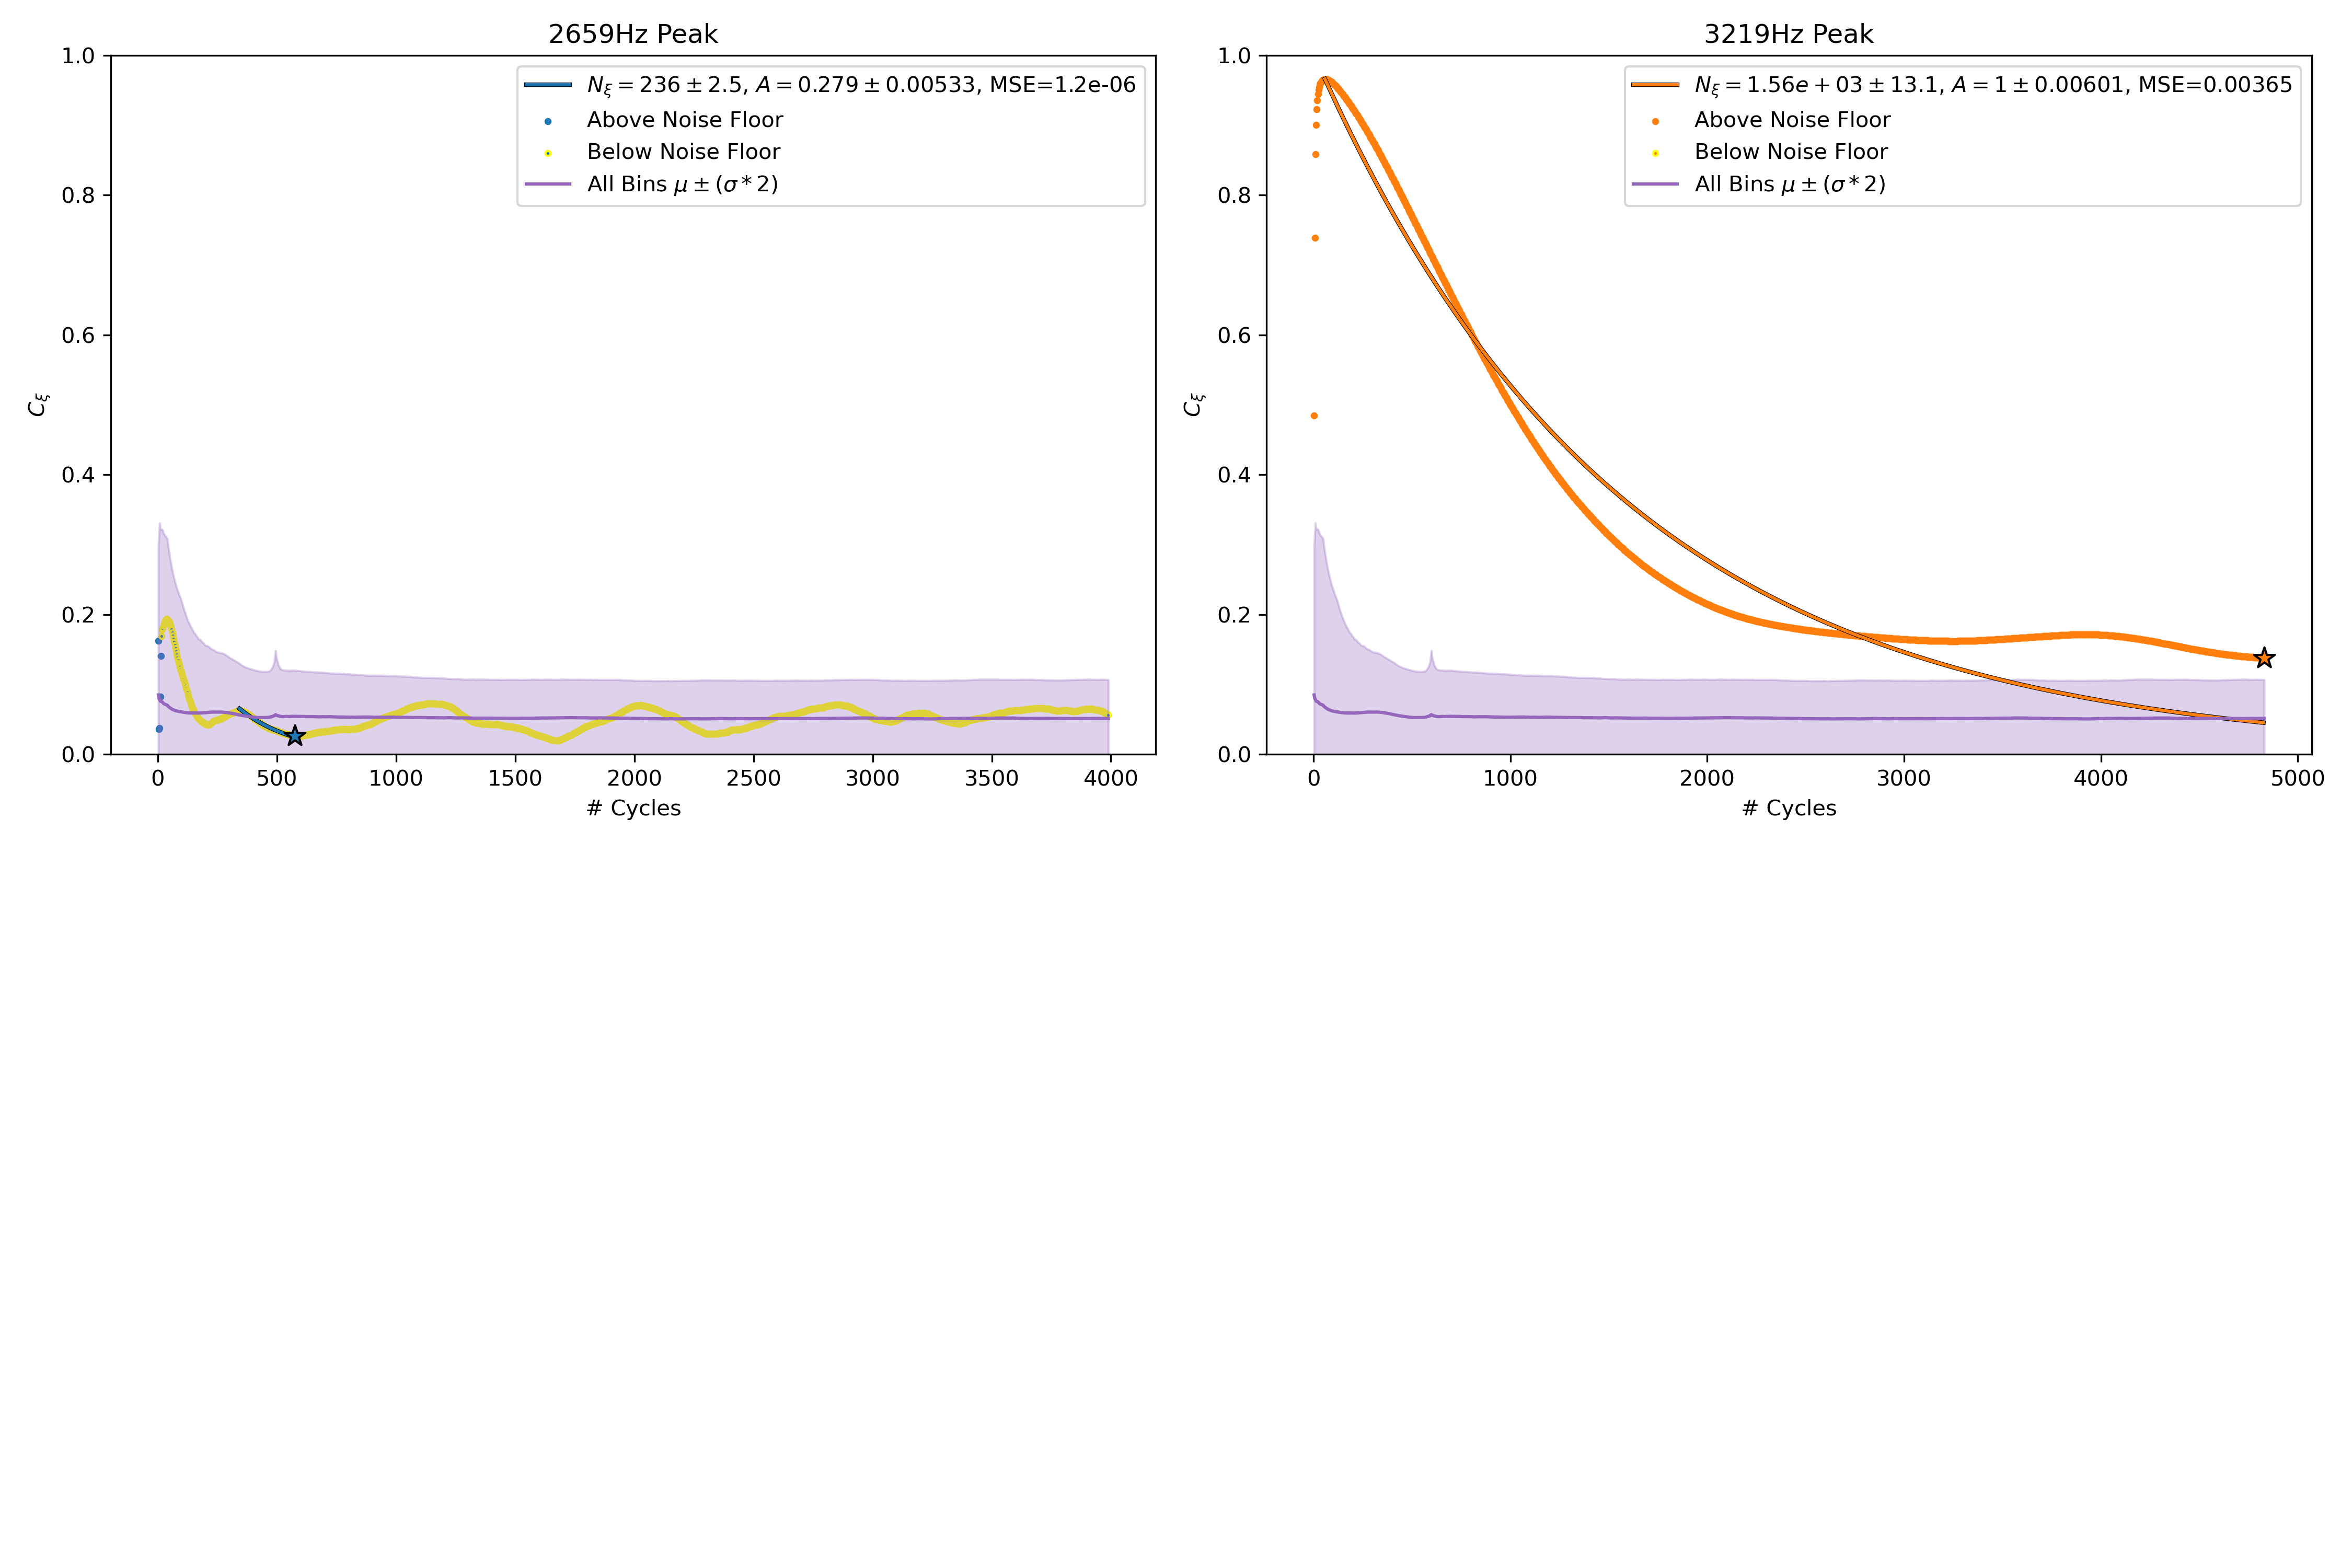 2659Hz Peak
1.0
0.8
0.6
0.4
0.2
0.0
C_ξ
0 500 1000 1500 2000 2500 3000 3500 4000
# Cycles
N_ξ = 236 ± 2.5, A = 0.279 ± 0.00533, MSE=1.2e-06
Above Noise Floor
Below Noise Floor
All Bins μ ± (σ * 2)
3219Hz Peak
1.0
0.8
0.6
0.4
0.2
0.0
C_ξ
0 1000 2000 3000 4000 5000
# Cycles
N_ξ = 1.56e + 03 ± 13.1, A = 1 ± 0.00601, MSE=0.00365
Above Noise Floor
Below Noise Floor
All Bins μ ± (σ * 2)